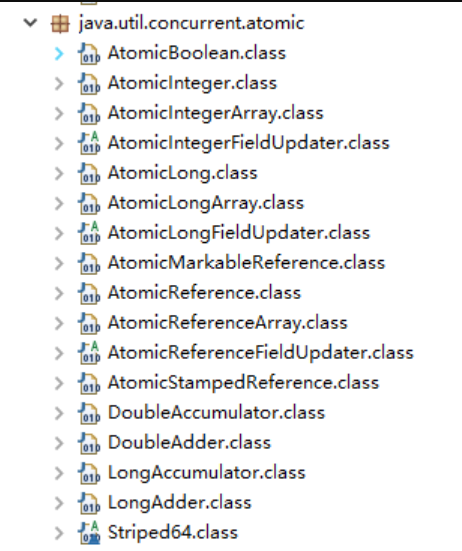 java.util.concurrent.atomic
AtomicBoolean.class
AtomicInteger.class
AtomicIntegerArray.class
AtomicIntegerFieldUpdater.class
AtomicLong.class
AtomicLongArray.class
AtomicLongFieldUpdater.class
AtomicMarkableReference.class
AtomicReference.class
AtomicReferenceArray.class
AtomicReferenceFieldUpdater.class
AtomicStampedReference.class
DoubleAccumulator.class
DoubleAdder.class
LongAccumulator.class
LongAdder.class
Striped64.class